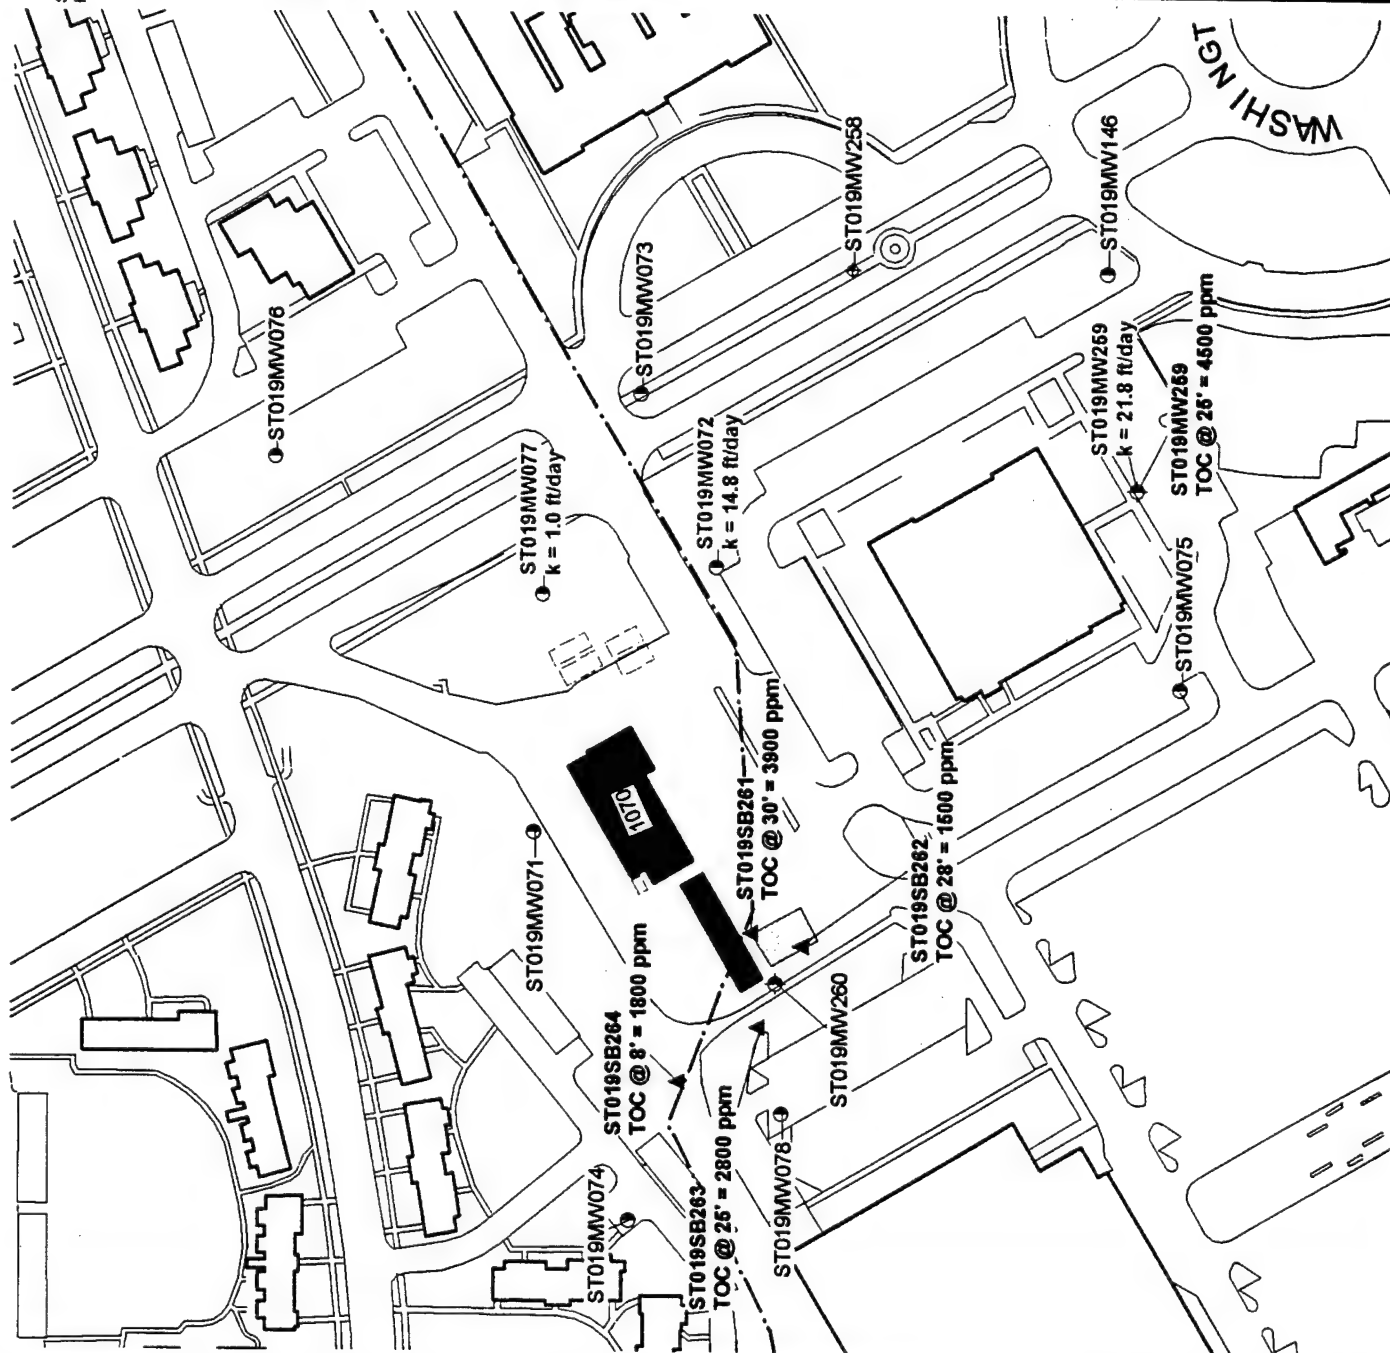 WASHINGT
ST019MW076
ST019MW077
k = 1.0 ft/day
ST019MW073
ST019MW258
ST019MW146
ST019MW072
k = 14.8 ft/day
ST019MW259
k = 21.8 ft/day
ST019MW259
TOC @ 25' = 4500 ppm
ST019MW075
1070
ST019MW071
ST019SB261
TOC @ 30' = 3900 ppm
ST019SB262
TOC @ 28' = 1500 ppm
ST019SB264
TOC @ 8' = 1800 ppm
ST019MW260
ST019MW074
ST019SB263
TOC @ 25' = 2800 ppm
ST019MW078